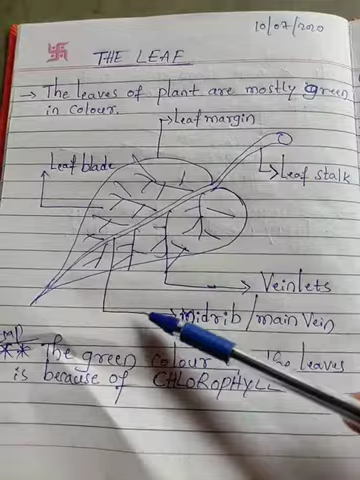 10/07/2020
THE LEAF
→ The leaves of plant are mostly green
in colour.
Leaf margin
Leaf blade
Leaf stalk
Veinlets
midrib/main Vein
IMP
** The green colour leaves
is because of CHLOROPHYLL